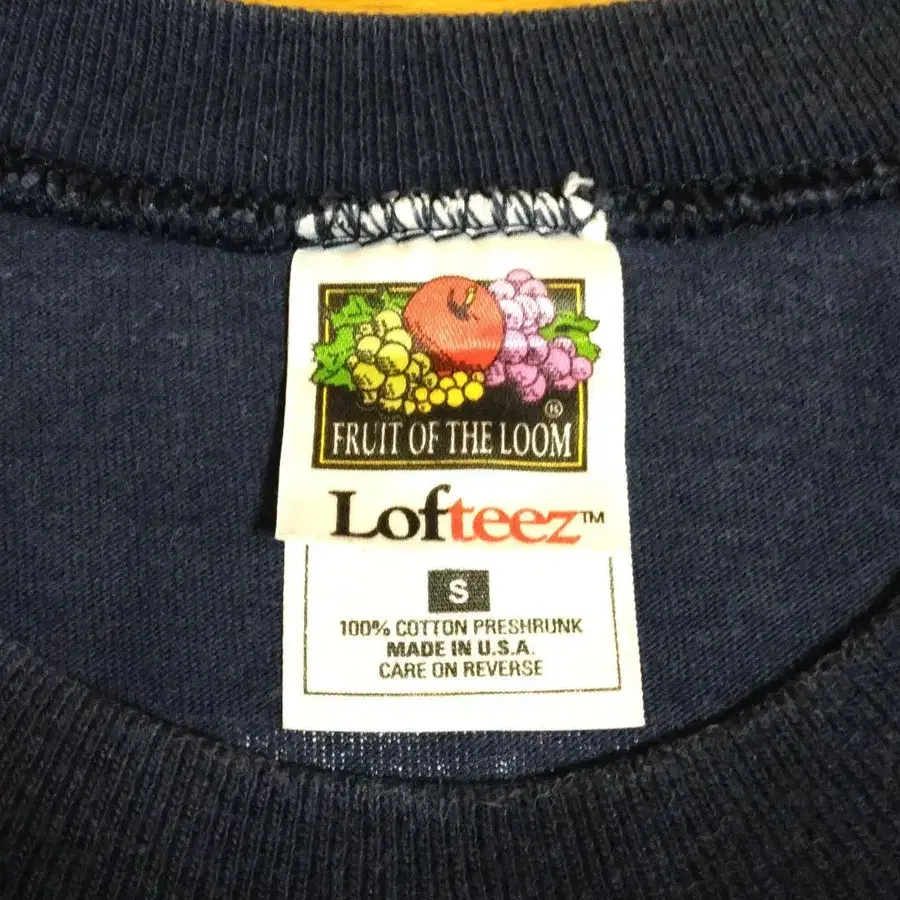 ®
FRUIT OF THE LOOM
Lofteez™
S
100% COTTON PRESHRUNK
MADE IN U.S.A.
CARE ON REVERSE